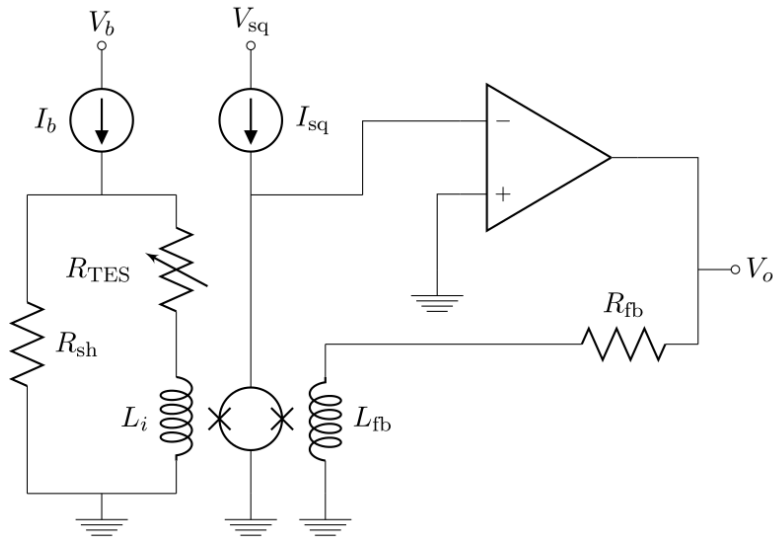 V_b
V_sq
I_b
I_sq
−
+
R_TES
R_sh
V_o
R_fb
L_i
L_fb